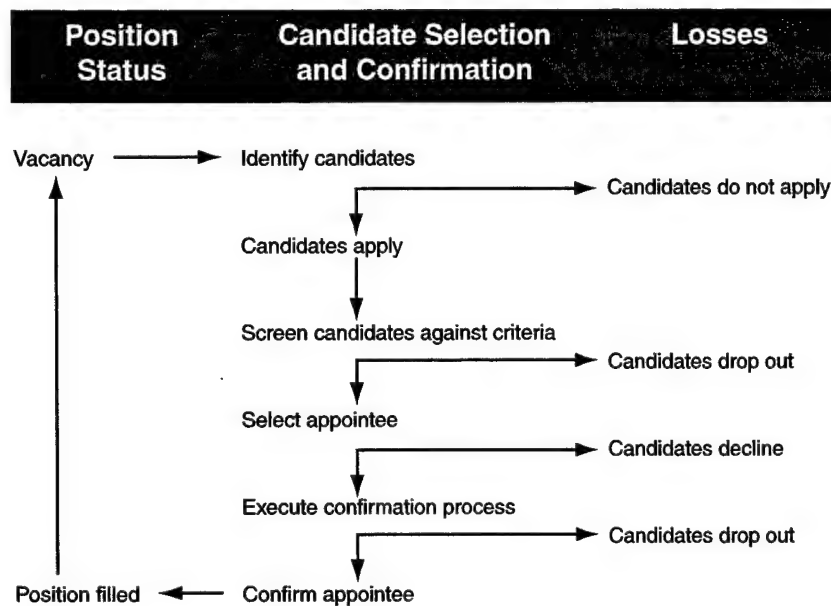 Position Status
Candidate Selection and Confirmation
Losses
Vacancy
Identify candidates
Candidates do not apply
Candidates apply
Screen candidates against criteria
Candidates drop out
Select appointee
Candidates decline
Execute confirmation process
Candidates drop out
Position filled
Confirm appointee